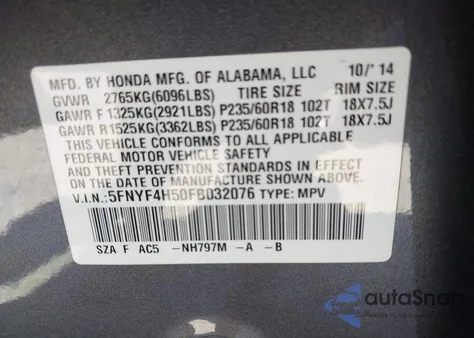 MFD. BY HONDA MFG. OF ALABAMA, LLC 10/'14
GVWR 2765KG(6096LBS) TIRE SIZE RIM SIZE
GAWR F1325KG(2921LBS) P235/60R18 102T 18X7.5J
GAWR R1525KG(3362LBS) P235/60R18 102T 18X7.5J
THIS VEHICLE CONFORMS TO ALL APPLICABLE
FEDERAL MOTOR VEHICLE SAFETY AND
THEFT PREVENTION STANDARDS IN EFFECT ON
THE DATE OF MANUFACTURE SHOWN ABOVE.
V.I.N.:5FNYF4H50FB032076 TYPE: MPV
SZA F AC5 -NH797M -A -B
autoSnap